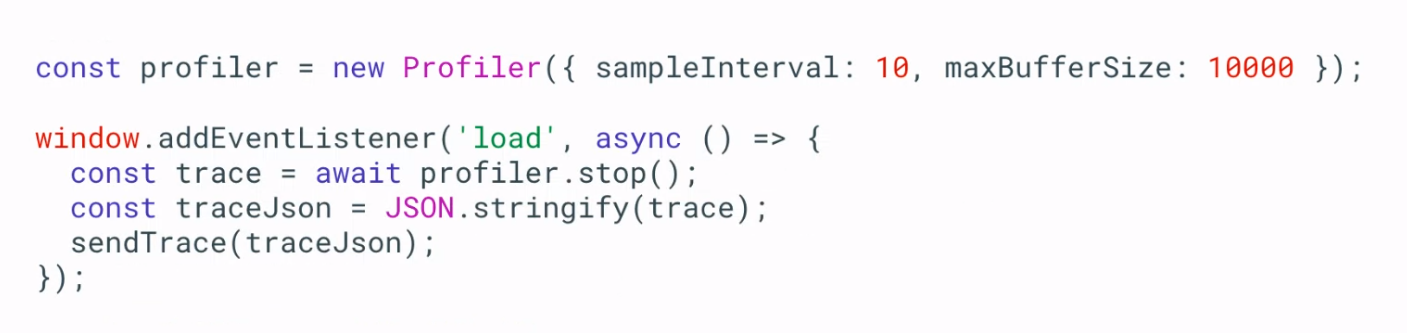 const profiler = new Profiler({ sampleInterval: 10, maxBufferSize: 10000 });
window.addEventListener('load', async () => {
  const trace = await profiler.stop();
  const traceJson = JSON.stringify(trace);
  sendTrace(traceJson);
});